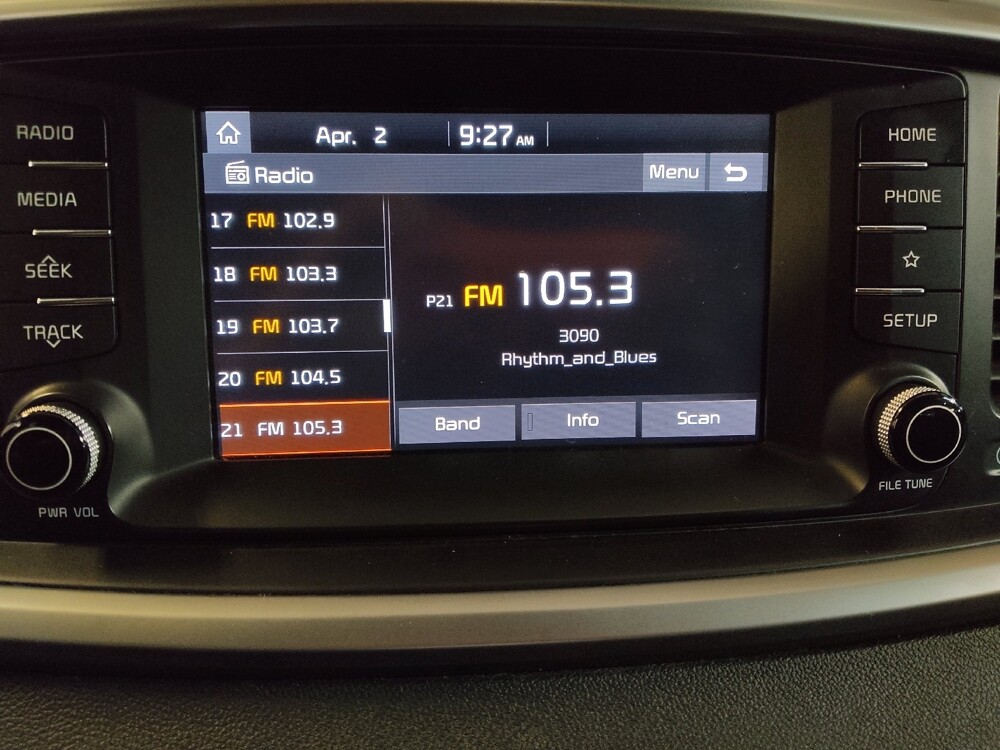 RADIO
MEDIA
SEEK
TRACK
PWR VOL
Apr. 2 9:27 AM
Radio Menu
17 FM 102.9
18 FM 103.3
19 FM 103.7
20 FM 104.5
21 FM 105.3
P21 FM 105.3
3090
Rhythm_and_Blues
Band Info Scan
HOME
PHONE
SETUP
FILE TUNE